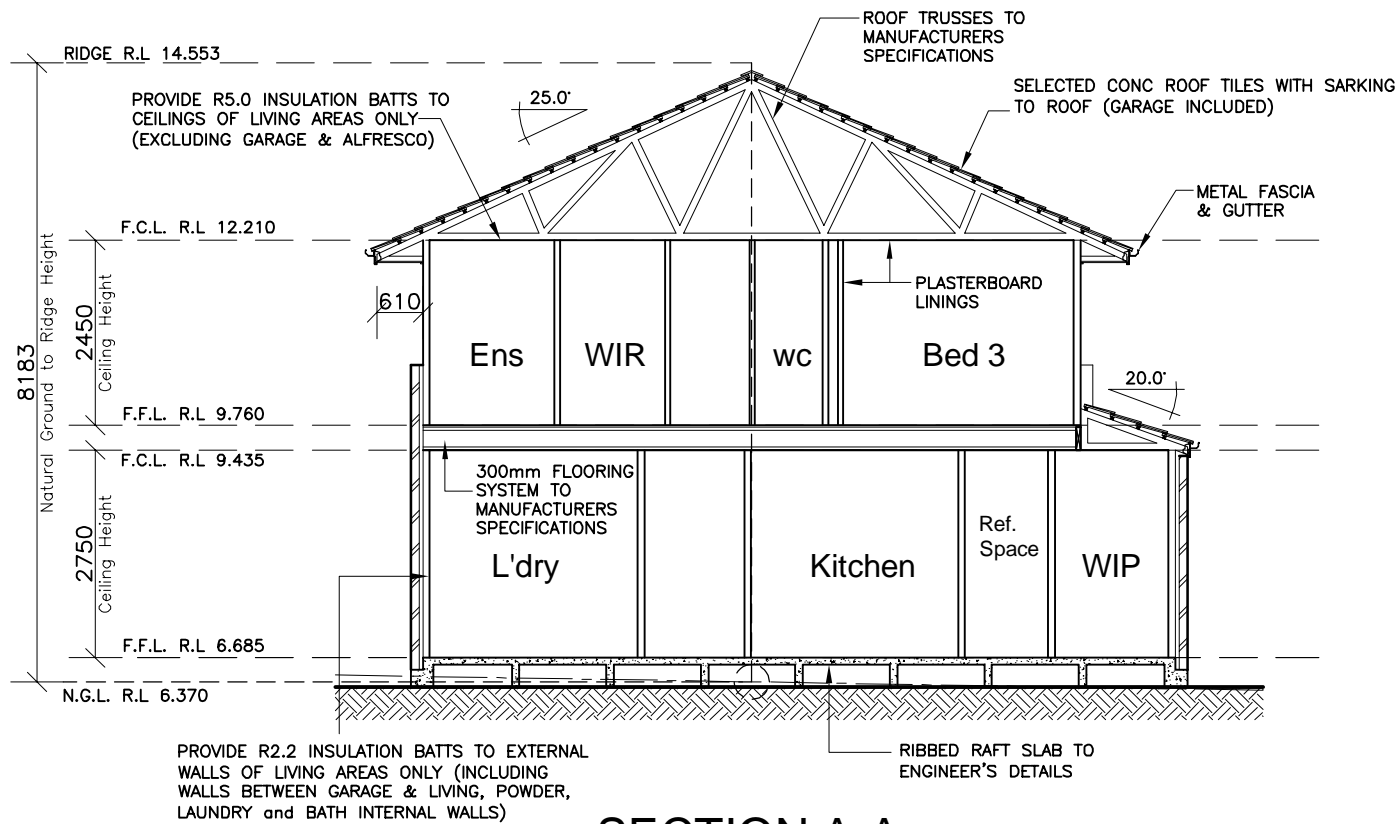 ROOF TRUSSES TO
MANUFACTURERS
SPECIFICATIONS
RIDGE R.L 14.553
SELECTED CONC ROOF TILES WITH SARKING
TO ROOF (GARAGE INCLUDED)
PROVIDE R5.0 INSULATION BATTS TO
CEILINGS OF LIVING AREAS ONLY
(EXCLUDING GARAGE & ALFRESCO)
25.0°
METAL FASCIA
& GUTTER
F.C.L. R.L 12.210
8183
Natural Ground to Ridge Height
2450
Ceiling Height
610
PLASTERBOARD
LININGS
Ens
WIR
wc
Bed 3
20.0°
F.F.L. R.L 9.760
F.C.L. R.L 9.435
2750
Ceiling Height
300mm FLOORING
SYSTEM TO
MANUFACTURERS
SPECIFICATIONS
L'dry
Kitchen
Ref.
Space
WIP
F.F.L. R.L 6.685
N.G.L. R.L 6.370
PROVIDE R2.2 INSULATION BATTS TO EXTERNAL
WALLS OF LIVING AREAS ONLY (INCLUDING
WALLS BETWEEN GARAGE & LIVING, POWDER,
LAUNDRY and BATH INTERNAL WALLS)
RIBBED RAFT SLAB TO
ENGINEER'S DETAILS
SECTION A-A